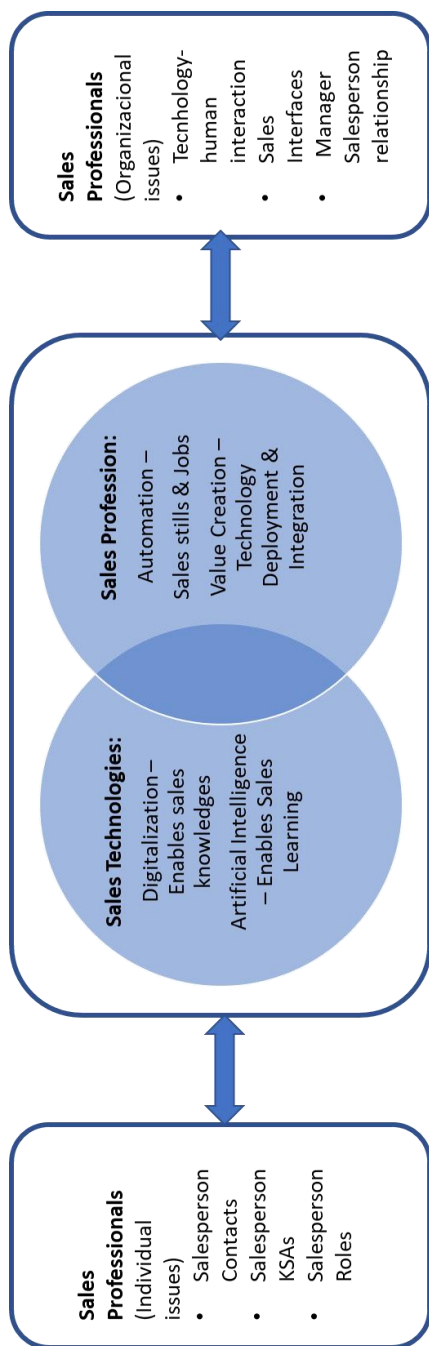 Sales
Professionals
(Individual
issues)
• Salesperson
Contacts
• Salesperson
KSAs
• Salesperson
Roles
Sales Technologies:
Digitalization –
Enables sales
knowledges
Artificial Intelligence
– Enables Sales
Learning
Sales Profession:
Automation –
Sales stills & Jobs
Value Creation –
Technology
Deployment &
Integration
Sales
Professionals
(Organizacional
issues)
• Tecnhology-
human
interaction
• Sales
Interfaces
• Manager
Salesperson
relationship